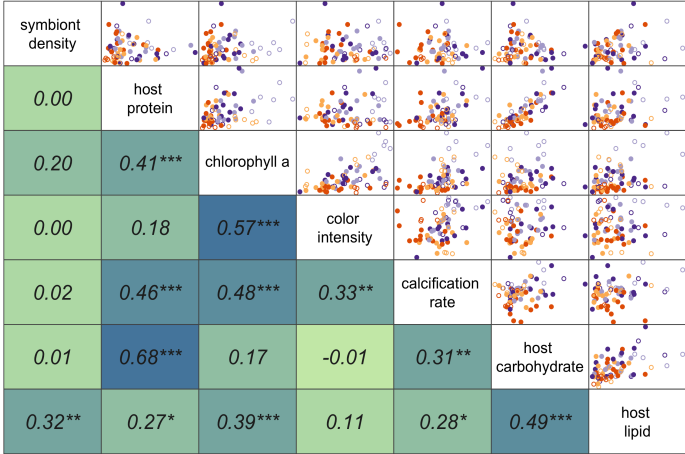 symbiont
density
0.00
host
protein
0.20
0.41***
chlorophyll a
0.00
0.18
0.57***
color
intensity
0.02
0.46***
0.48***
0.33**
calcification
rate
0.01
0.68***
0.17
-0.01
0.31**
host
carbohydrate
0.32**
0.27*
0.39***
0.11
0.28*
0.49***
host
lipid